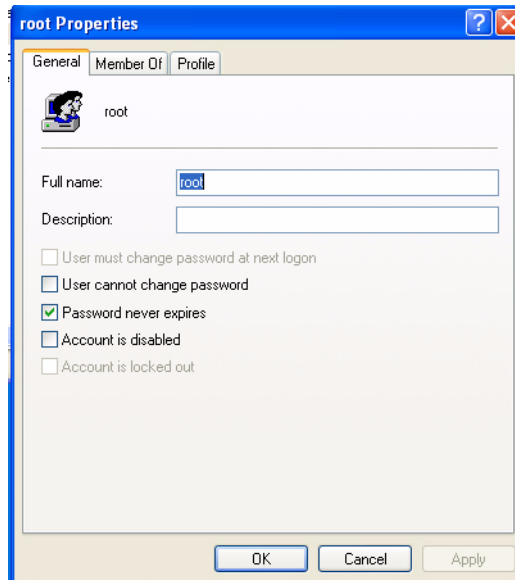 root Properties
General Member Of Profile
root
Full name: root
Description:
User must change password at next logon
User cannot change password
Password never expires
Account is disabled
Account is locked out
OK Cancel Apply